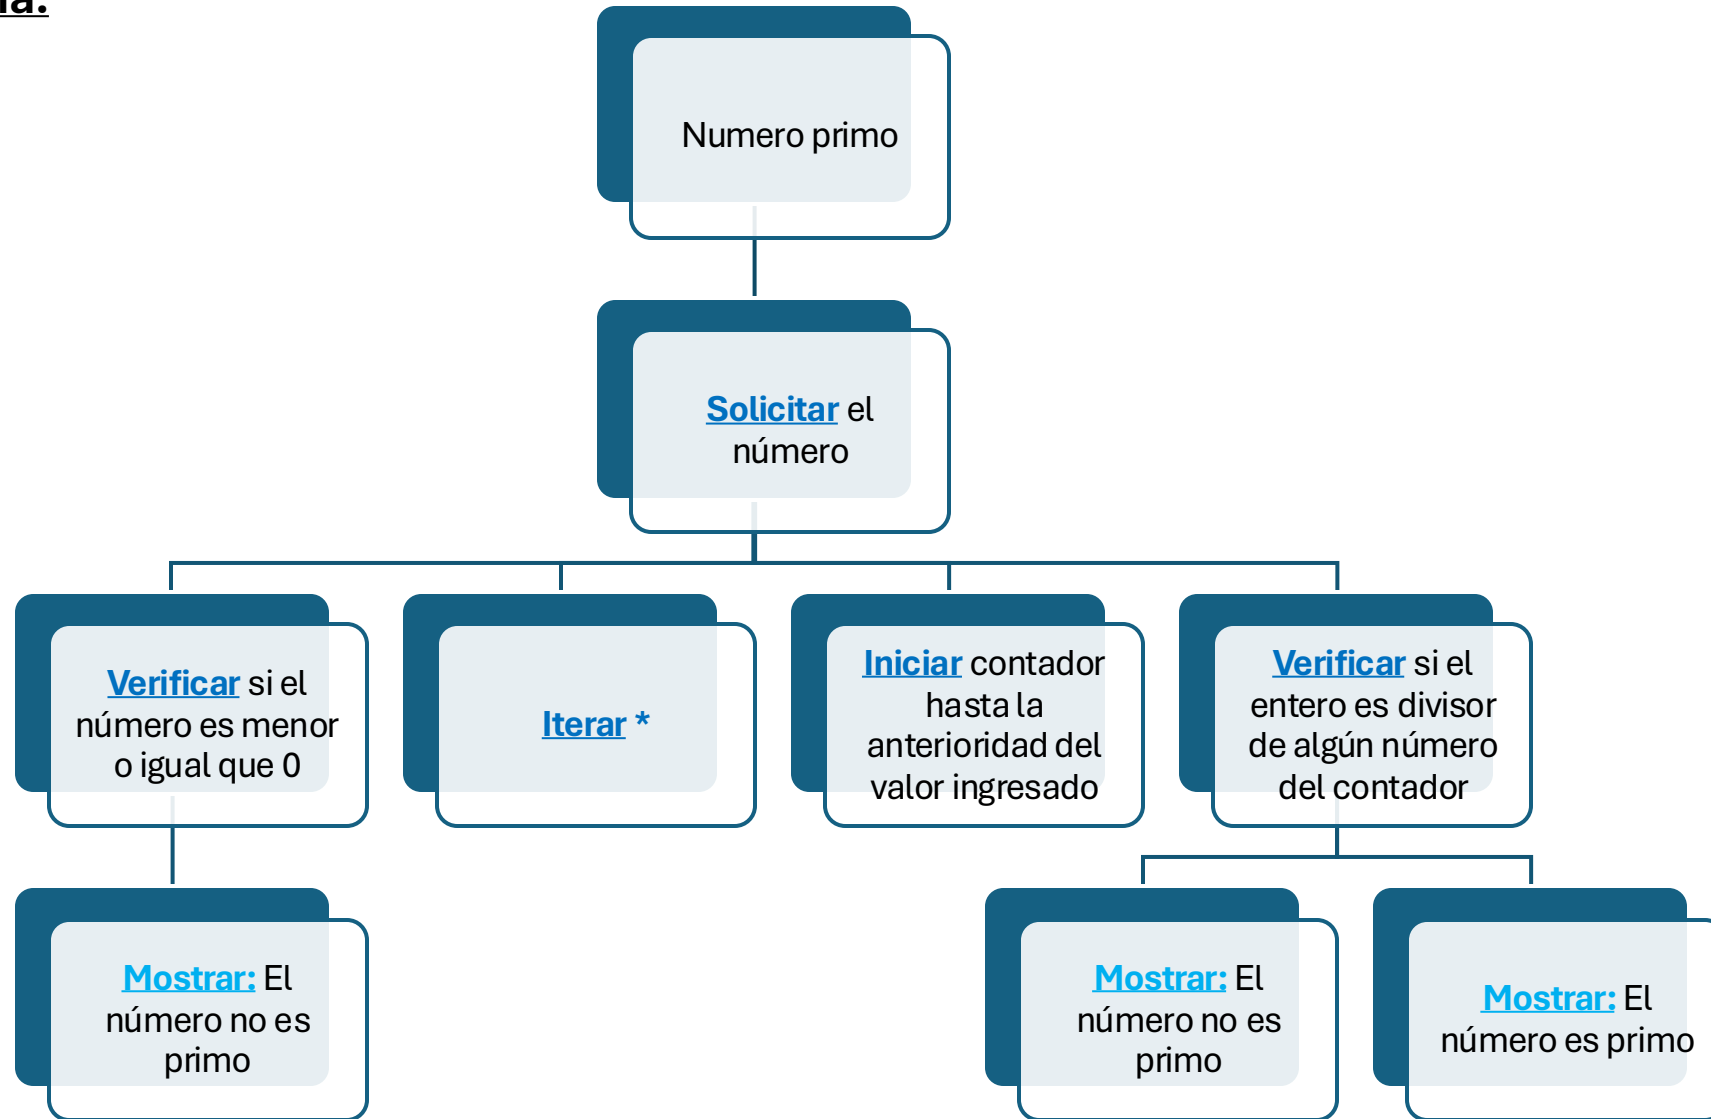 Numero primo
Solicitar el
número
Verificar si el
número es menor
o igual que 0
Iterar *
Iniciar contador
hasta la
anterioridad del
valor ingresado
Verificar si el
entero es divisor
de algún número
del contador
Mostrar: El
número no es
primo
Mostrar: El
número no es
primo
Mostrar: El
número es primo